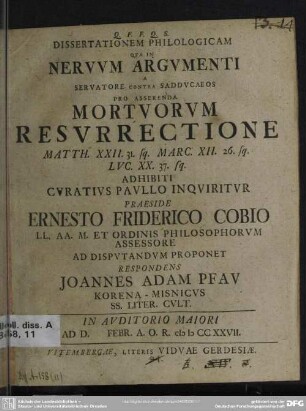 Q. F. F. Q. S.
DISSERTATIONEM PHILOLOGICAM
QVA IN
NERVVM ARGVMENTI
A
SERVATORE CONTRA SADDVCAEOS
PRO ASSERENDA
MORTVORVM
RESVRRECTIONE
MATTH. XXII. 31. sq. MARC. XII. 26. sq.
LVC. XX. 37. sq.
ADHIBITI
CVRATIVS PAVLLO INQVIRITVR
PRAESIDE
ERNESTO FRIDERICO COBIO
LL. AA. M. ET ORDINIS PHILOSOPHORVM
ASSESSORE
AD DISPVTANDVM PROPONET
RESPONDENS
JOANNES ADAM PFAV
KORENA-MISNICVS
SS. LITER. CVLT.
IN AVDITORIO MAIORI
AD D. FEBR. A. O. R. cIↃ IↃ CC XXVII.
VITEMBERGAE, LITERIS VIDVAE GERDESIAE.